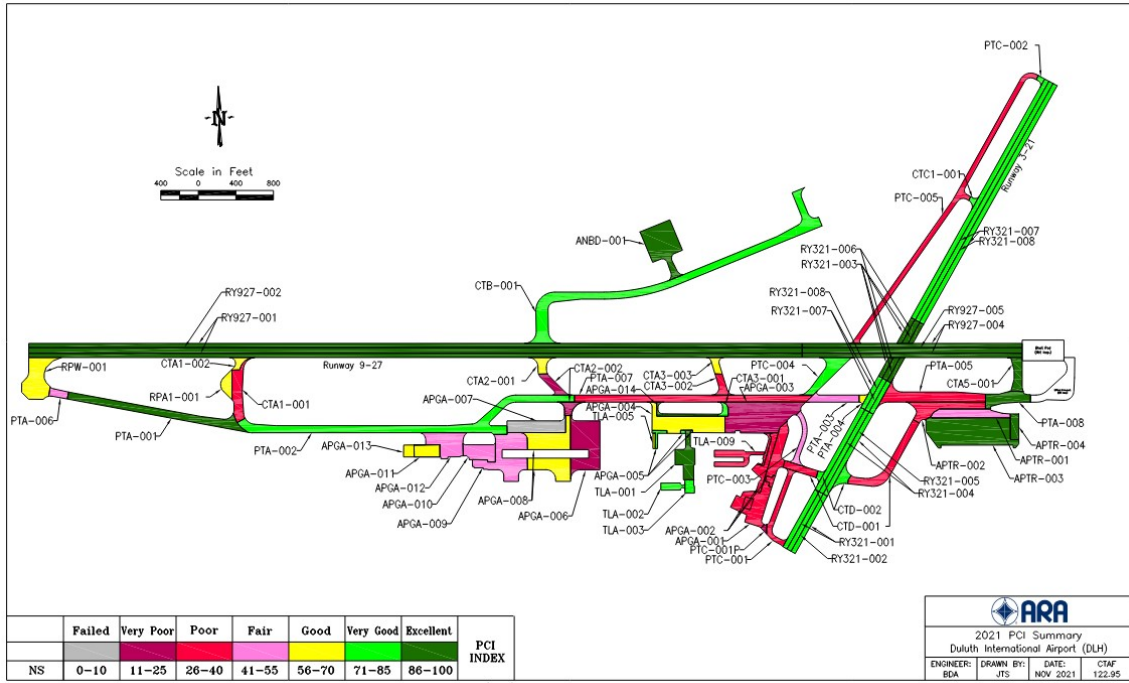 PTC-002
N
Scale in Feet
400 0 400 800
CTC1-001
Runway 3-21
PTC-005
ANBD-001
RY321-007
RY321-008
RY321-006
RY321-003
CTB-001
RY321-008
RY321-007
RY927-002
RY927-001
RY927-005
RY927-004
CTA1-002
RPW-001
Runway 9-27
CTA2-001
CTA2-002
PTA-007
APGA-014
CTA3-003
CTA3-002
CTA3-001
APGA-003
PTC-004
PTA-005
CTA5-001
RPA1-001
CTA1-001
APGA-007
APGA-004
TLA-005
PTA-006
PTA-001
PTA-002
APGA-013
APGA-011
APGA-012
APGA-010
APGA-009
APGA-008
APGA-006
APGA-005
TLA-001
TLA-002
TLA-003
TLA-009
PTC-003
PTA-003
PTA-004
APGA-002
APGA-001
PTC-001P
PTC-001
PTA-008
APTR-004
APTR-002
APTR-001
APTR-003
RY321-005
RY321-004
CTD-002
CTD-001
RY321-001
RY321-002
Failed Very Poor Poor Fair Good Very Good Excellent
PCI
INDEX
NS 0-10 11-25 26-40 41-55 56-70 71-85 86-100
ARA
2021 PCI Summary
Duluth International Airport (DLH)
ENGINEER: DRAWN BY: DATE: CTAF
BDA JTS NOV 2021 122.95